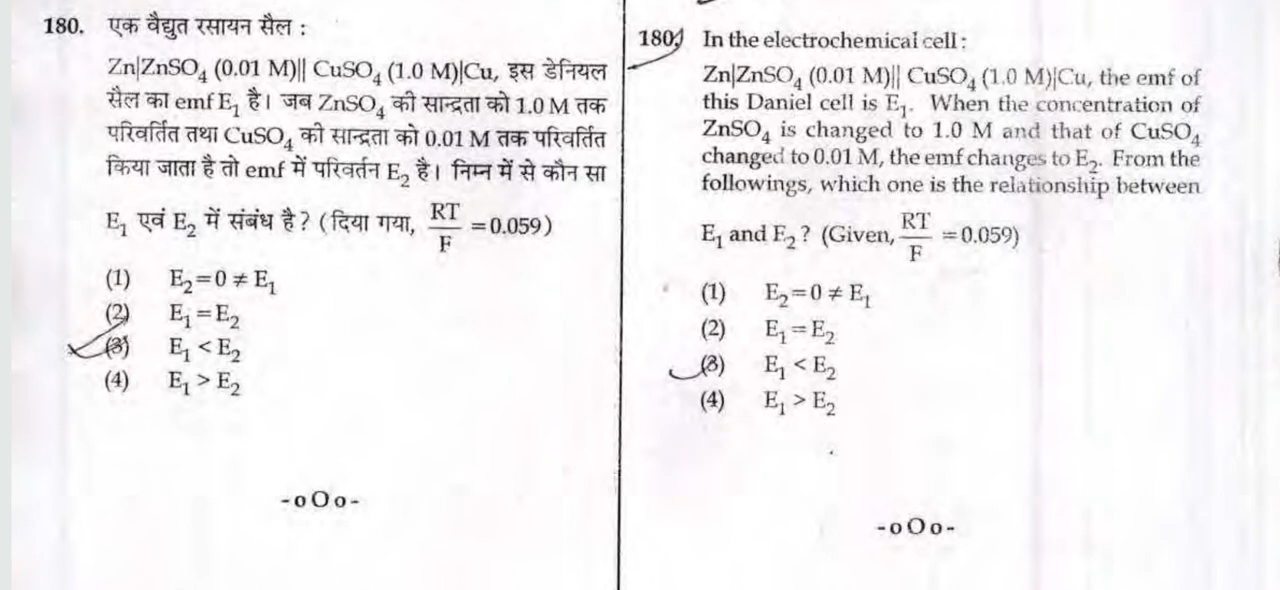 180. एक वैद्युत रसायन सैल :
Zn|ZnSO₄ (0.01 M)|| CuSO₄ (1.0 M)|Cu, इस डेनियल
सैल का emf E₁ है। जब ZnSO₄ की सान्द्रता को 1.0 M तक
परिवर्तित तथा CuSO₄ की सान्द्रता को 0.01 M तक परिवर्तित
किया जाता है तो emf में परिवर्तन E₂ है। निम्न में से कौन सा
E₁ एवं E₂ में संबंध है? (दिया गया, RT/F = 0.059)
(1) E₂=0 ≠ E₁
(2) E₁=E₂
(3) E₁ < E₂
(4) E₁ > E₂
-oOo-
180. In the electrochemical cell :
Zn|ZnSO₄ (0.01 M)|| CuSO₄ (1.0 M)|Cu, the emf of
this Daniel cell is E₁. When the concentration of
ZnSO₄ is changed to 1.0 M and that of CuSO₄
changed to 0.01 M, the emf changes to E₂. From the
followings, which one is the relationship between
E₁ and E₂? (Given, RT/F = 0.059)
(1) E₂=0 ≠ E₁
(2) E₁=E₂
(3) E₁ < E₂
(4) E₁ > E₂
-oOo-